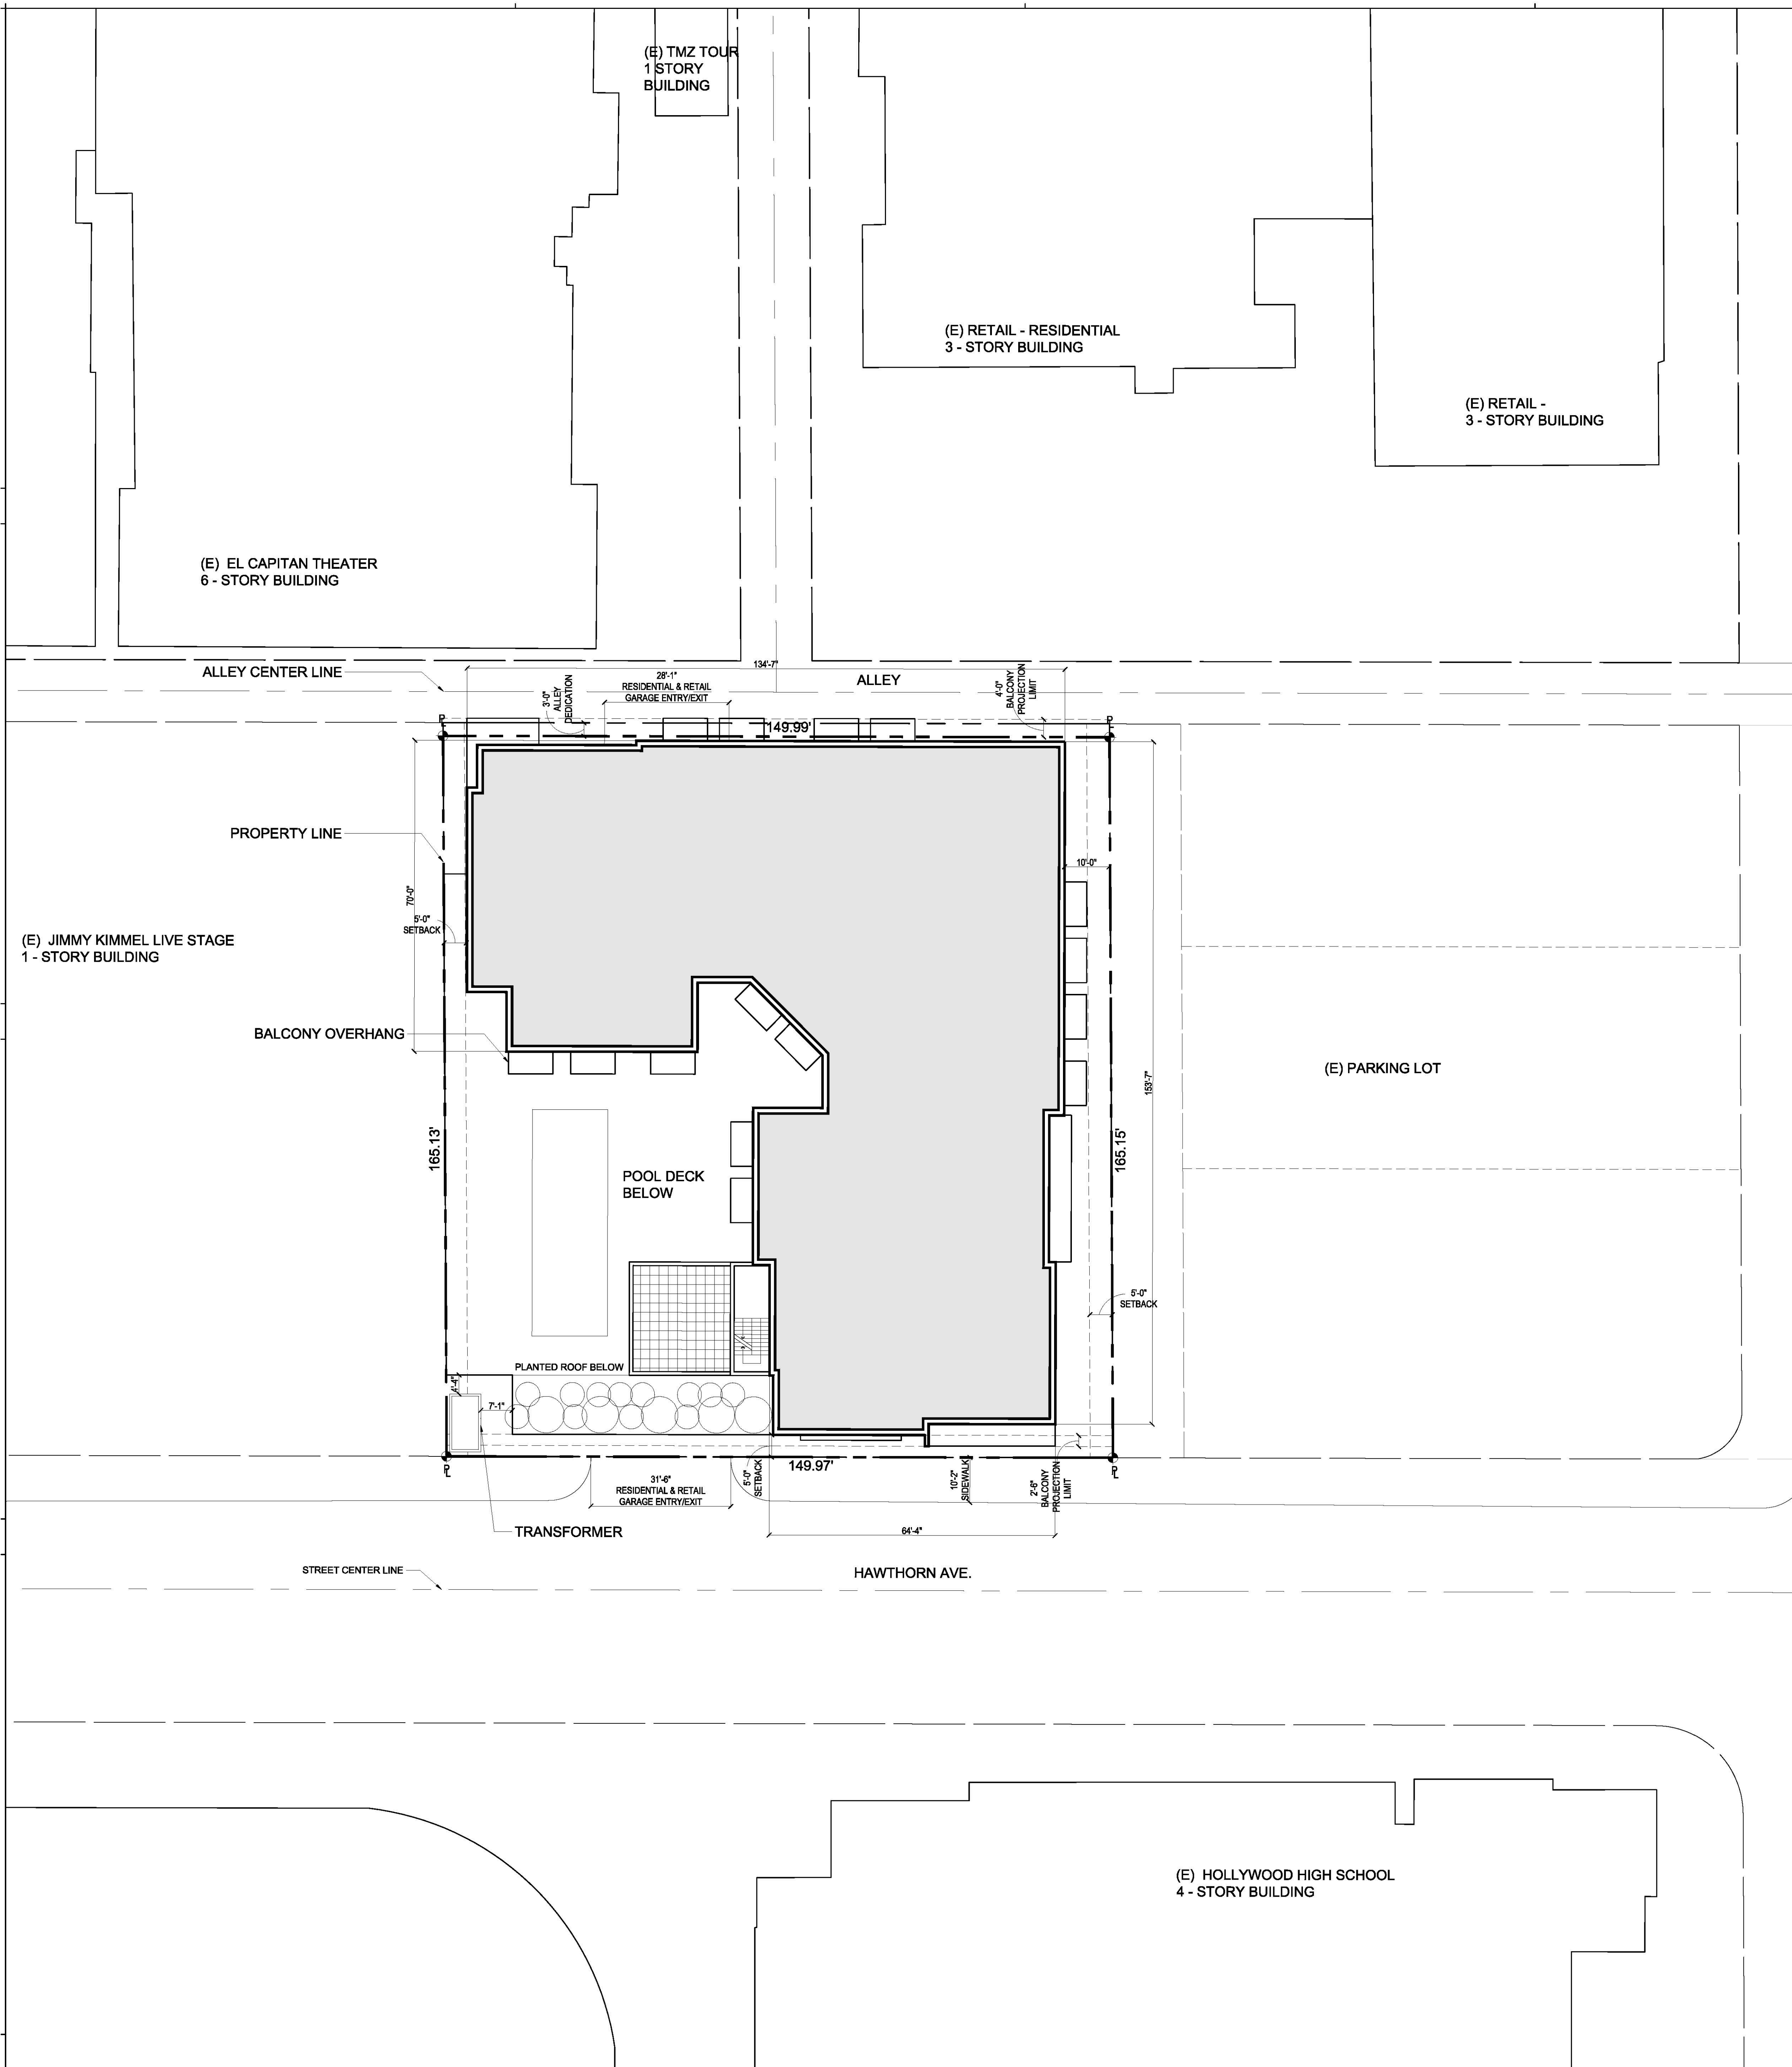 (E) TMZ TOUR
1 STORY
BUILDING
(E) RETAIL - RESIDENTIAL
3 - STORY BUILDING
(E) RETAIL -
3 - STORY BUILDING
(E) EL CAPITAN THEATER
6 - STORY BUILDING
ALLEY CENTER LINE
134'-7"
ALLEY
28'-1"
RESIDENTIAL & RETAIL
GARAGE ENTRY/EXIT
3'-0"
ALLEY
DEDICATION
4'-0"
BALCONY
PROJECTION
LIMIT
PL
149.99'
PL
PROPERTY LINE
10'-0"
70'-0"
5'-0"
SETBACK
(E) JIMMY KIMMEL LIVE STAGE
1 - STORY BUILDING
BALCONY OVERHANG
(E) PARKING LOT
153'-7"
165.13'
165.15'
POOL DECK
BELOW
5'-0"
SETBACK
PLANTED ROOF BELOW
4'-4"
7'-1"
PL
149.97'
PL
31'-6"
RESIDENTIAL & RETAIL
GARAGE ENTRY/EXIT
5'-0"
SETBACK
10'-2"
SIDEWALK
2'-6"
BALCONY
PROJECTION
LIMIT
TRANSFORMER
64'-4"
STREET CENTER LINE
HAWTHORN AVE.
(E) HOLLYWOOD HIGH SCHOOL
4 - STORY BUILDING